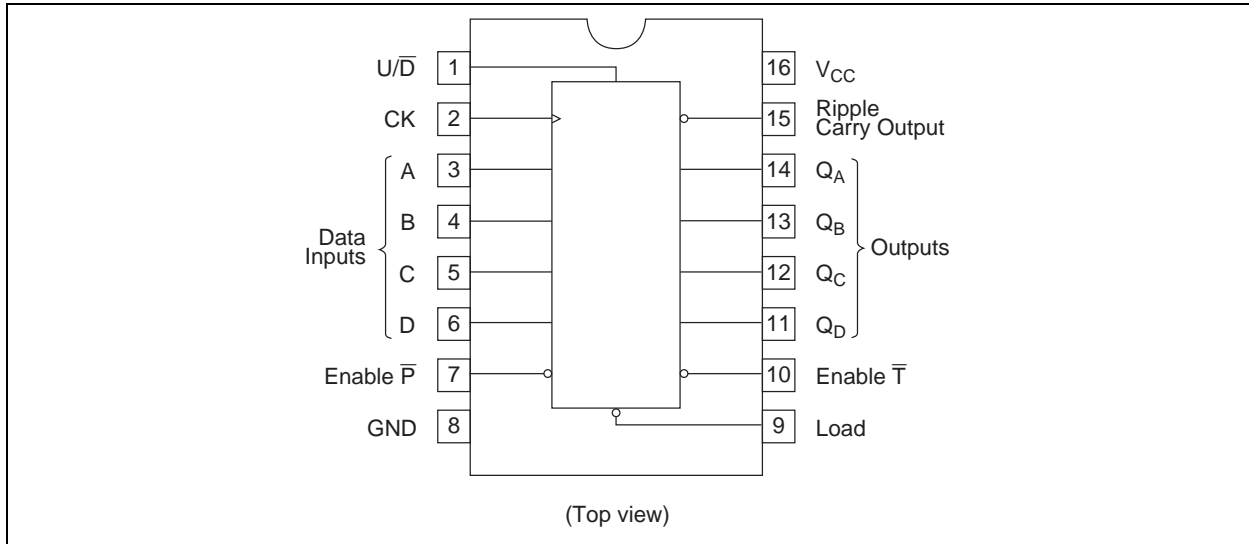 U/D̅ 1
CK 2
A 3
B 4
C 5
D 6
Data
Inputs
Enable P̅ 7
GND 8
16 VCC
15 Ripple
Carry Output
14 QA
13 QB
12 QC
11 QD
Outputs
10 Enable T̅
9 Load
(Top view)